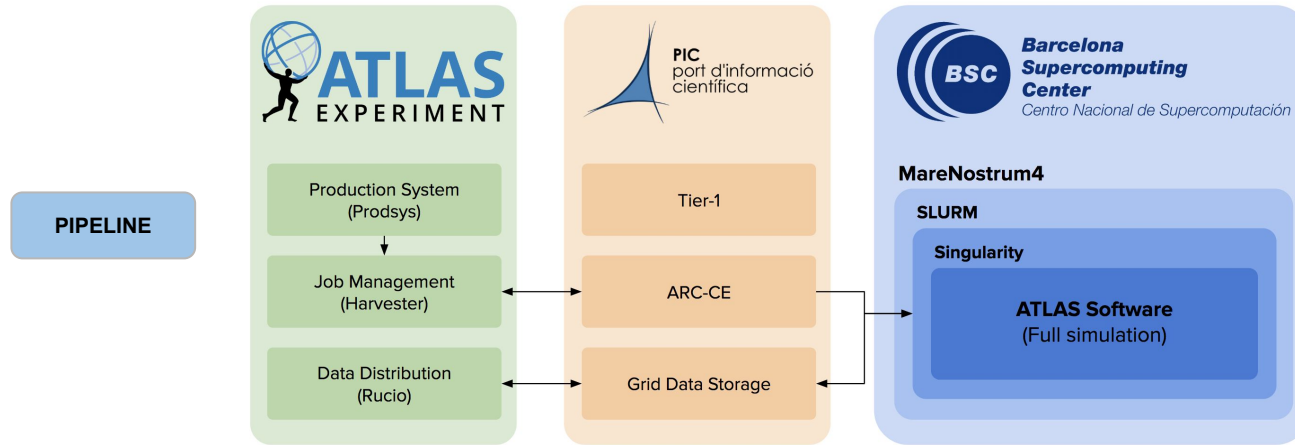 PIPELINE
ATLAS
EXPERIMENT
Production System
(Prodsys)
Job Management
(Harvester)
Data Distribution
(Rucio)
PIC
port d'informació
científica
Tier-1
ARC-CE
Grid Data Storage
BSC
Barcelona
Supercomputing
Center
Centro Nacional de Supercomputación
MareNostrum4
SLURM
Singularity
ATLAS Software
(Full simulation)